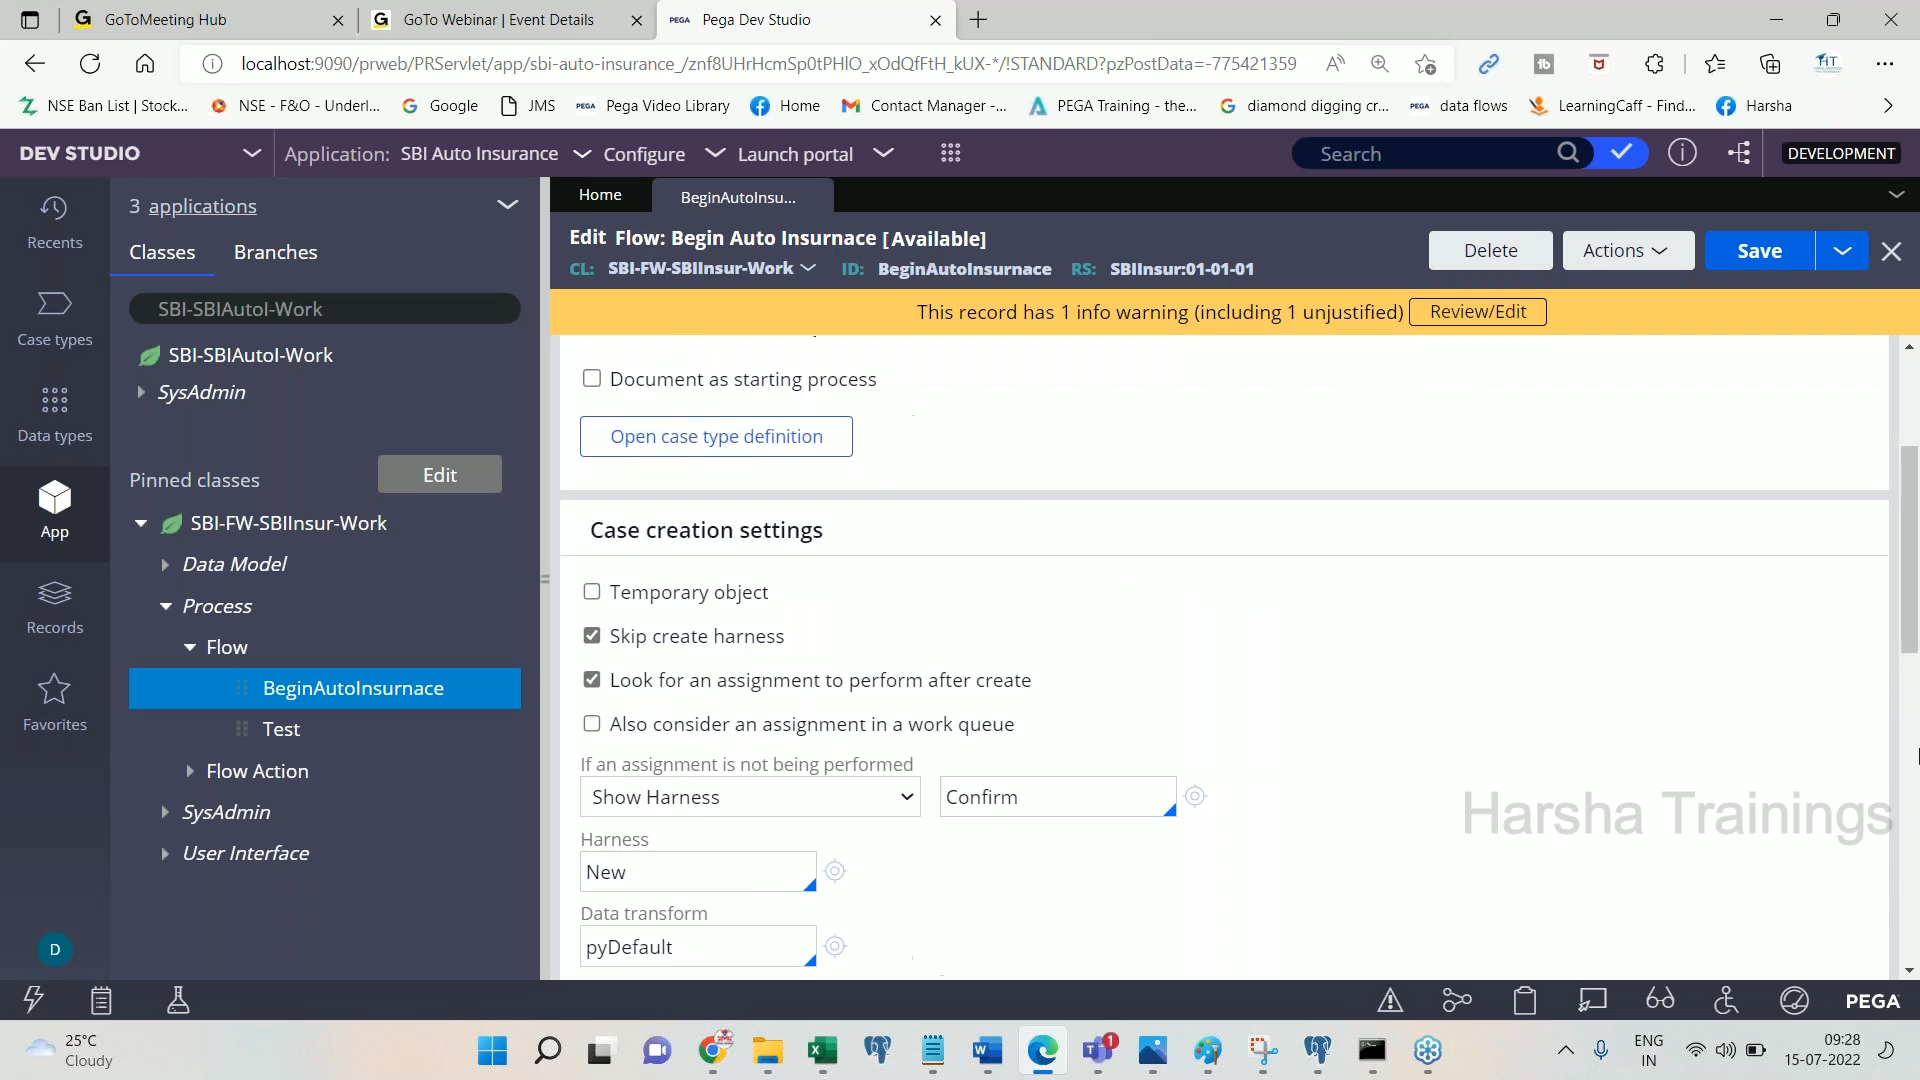 GoToMeeting Hub
GoTo Webinar | Event Details
PEGA Pega Dev Studio
localhost:9090/prweb/PRServlet/app/sbi-auto-insurance_/znf8UHrHcmSp0tPHlO_xOdQfFtH_kUX-*/!STANDARD?pzPostData=-775421359
NSE Ban List | Stock... NSE - F&O - Underl... Google JMS PEGA Pega Video Library Home Contact Manager -... PEGA Training - the... diamond digging cr... PEGA data flows LearningCaff - Find... Harsha
DEV STUDIO Application: SBI Auto Insurance Configure Launch portal Search DEVELOPMENT
Recents
Case types
Data types
App
Records
Favorites
D
3 applications
Classes Branches
SBI-SBIAutoI-Work
SBI-SBIAutoI-Work
SysAdmin
Pinned classes Edit
SBI-FW-SBIInsur-Work
Data Model
Process
Flow
BeginAutoInsurnace
Test
Flow Action
SysAdmin
User Interface
Home BeginAutoInsu...
Edit Flow: Begin Auto Insurnace [Available]
CL: SBI-FW-SBIInsur-Work ID: BeginAutoInsurnace RS: SBIInsur:01-01-01
Delete Actions Save
This record has 1 info warning (including 1 unjustified) Review/Edit
Document as starting process
Open case type definition
Case creation settings
Temporary object
Skip create harness
Look for an assignment to perform after create
Also consider an assignment in a work queue
If an assignment is not being performed
Show Harness Confirm
Harness
New
Data transform
pyDefault
Harsha Trainings
PEGA
25°C
Cloudy
1
ENG
IN
09:28
15-07-2022